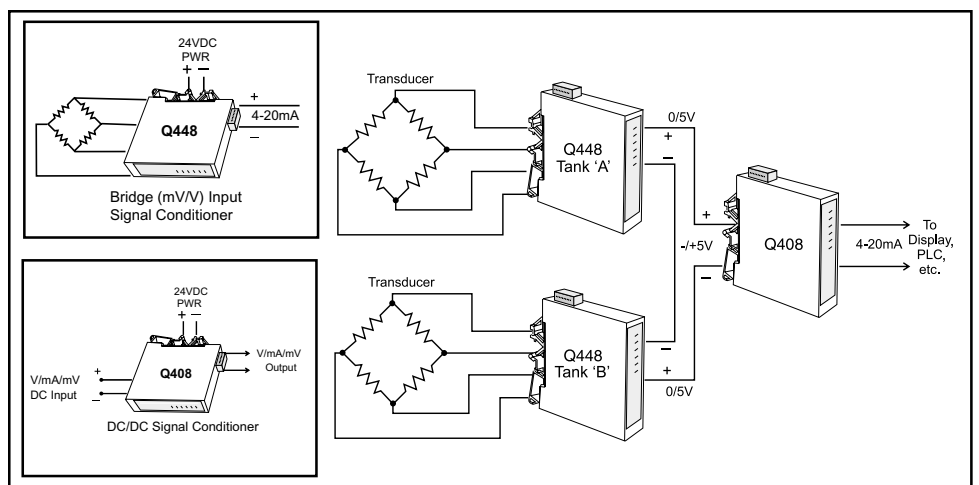 24VDC
PWR
+ −
Q448
+
4-20mA
−
Bridge (mV/V) Input
Signal Conditioner
24VDC
PWR
+ −
Q408
V/mA/mV
Output
V/mA/mV
DC Input
+
−
DC/DC Signal Conditioner
Transducer
Q448
Tank 'A'
0/5V
+
−
Transducer
Q448
Tank 'B'
−
+
0/5V
-/+5V
+
−
Q408
4-20mA
To
Display,
PLC,
etc.